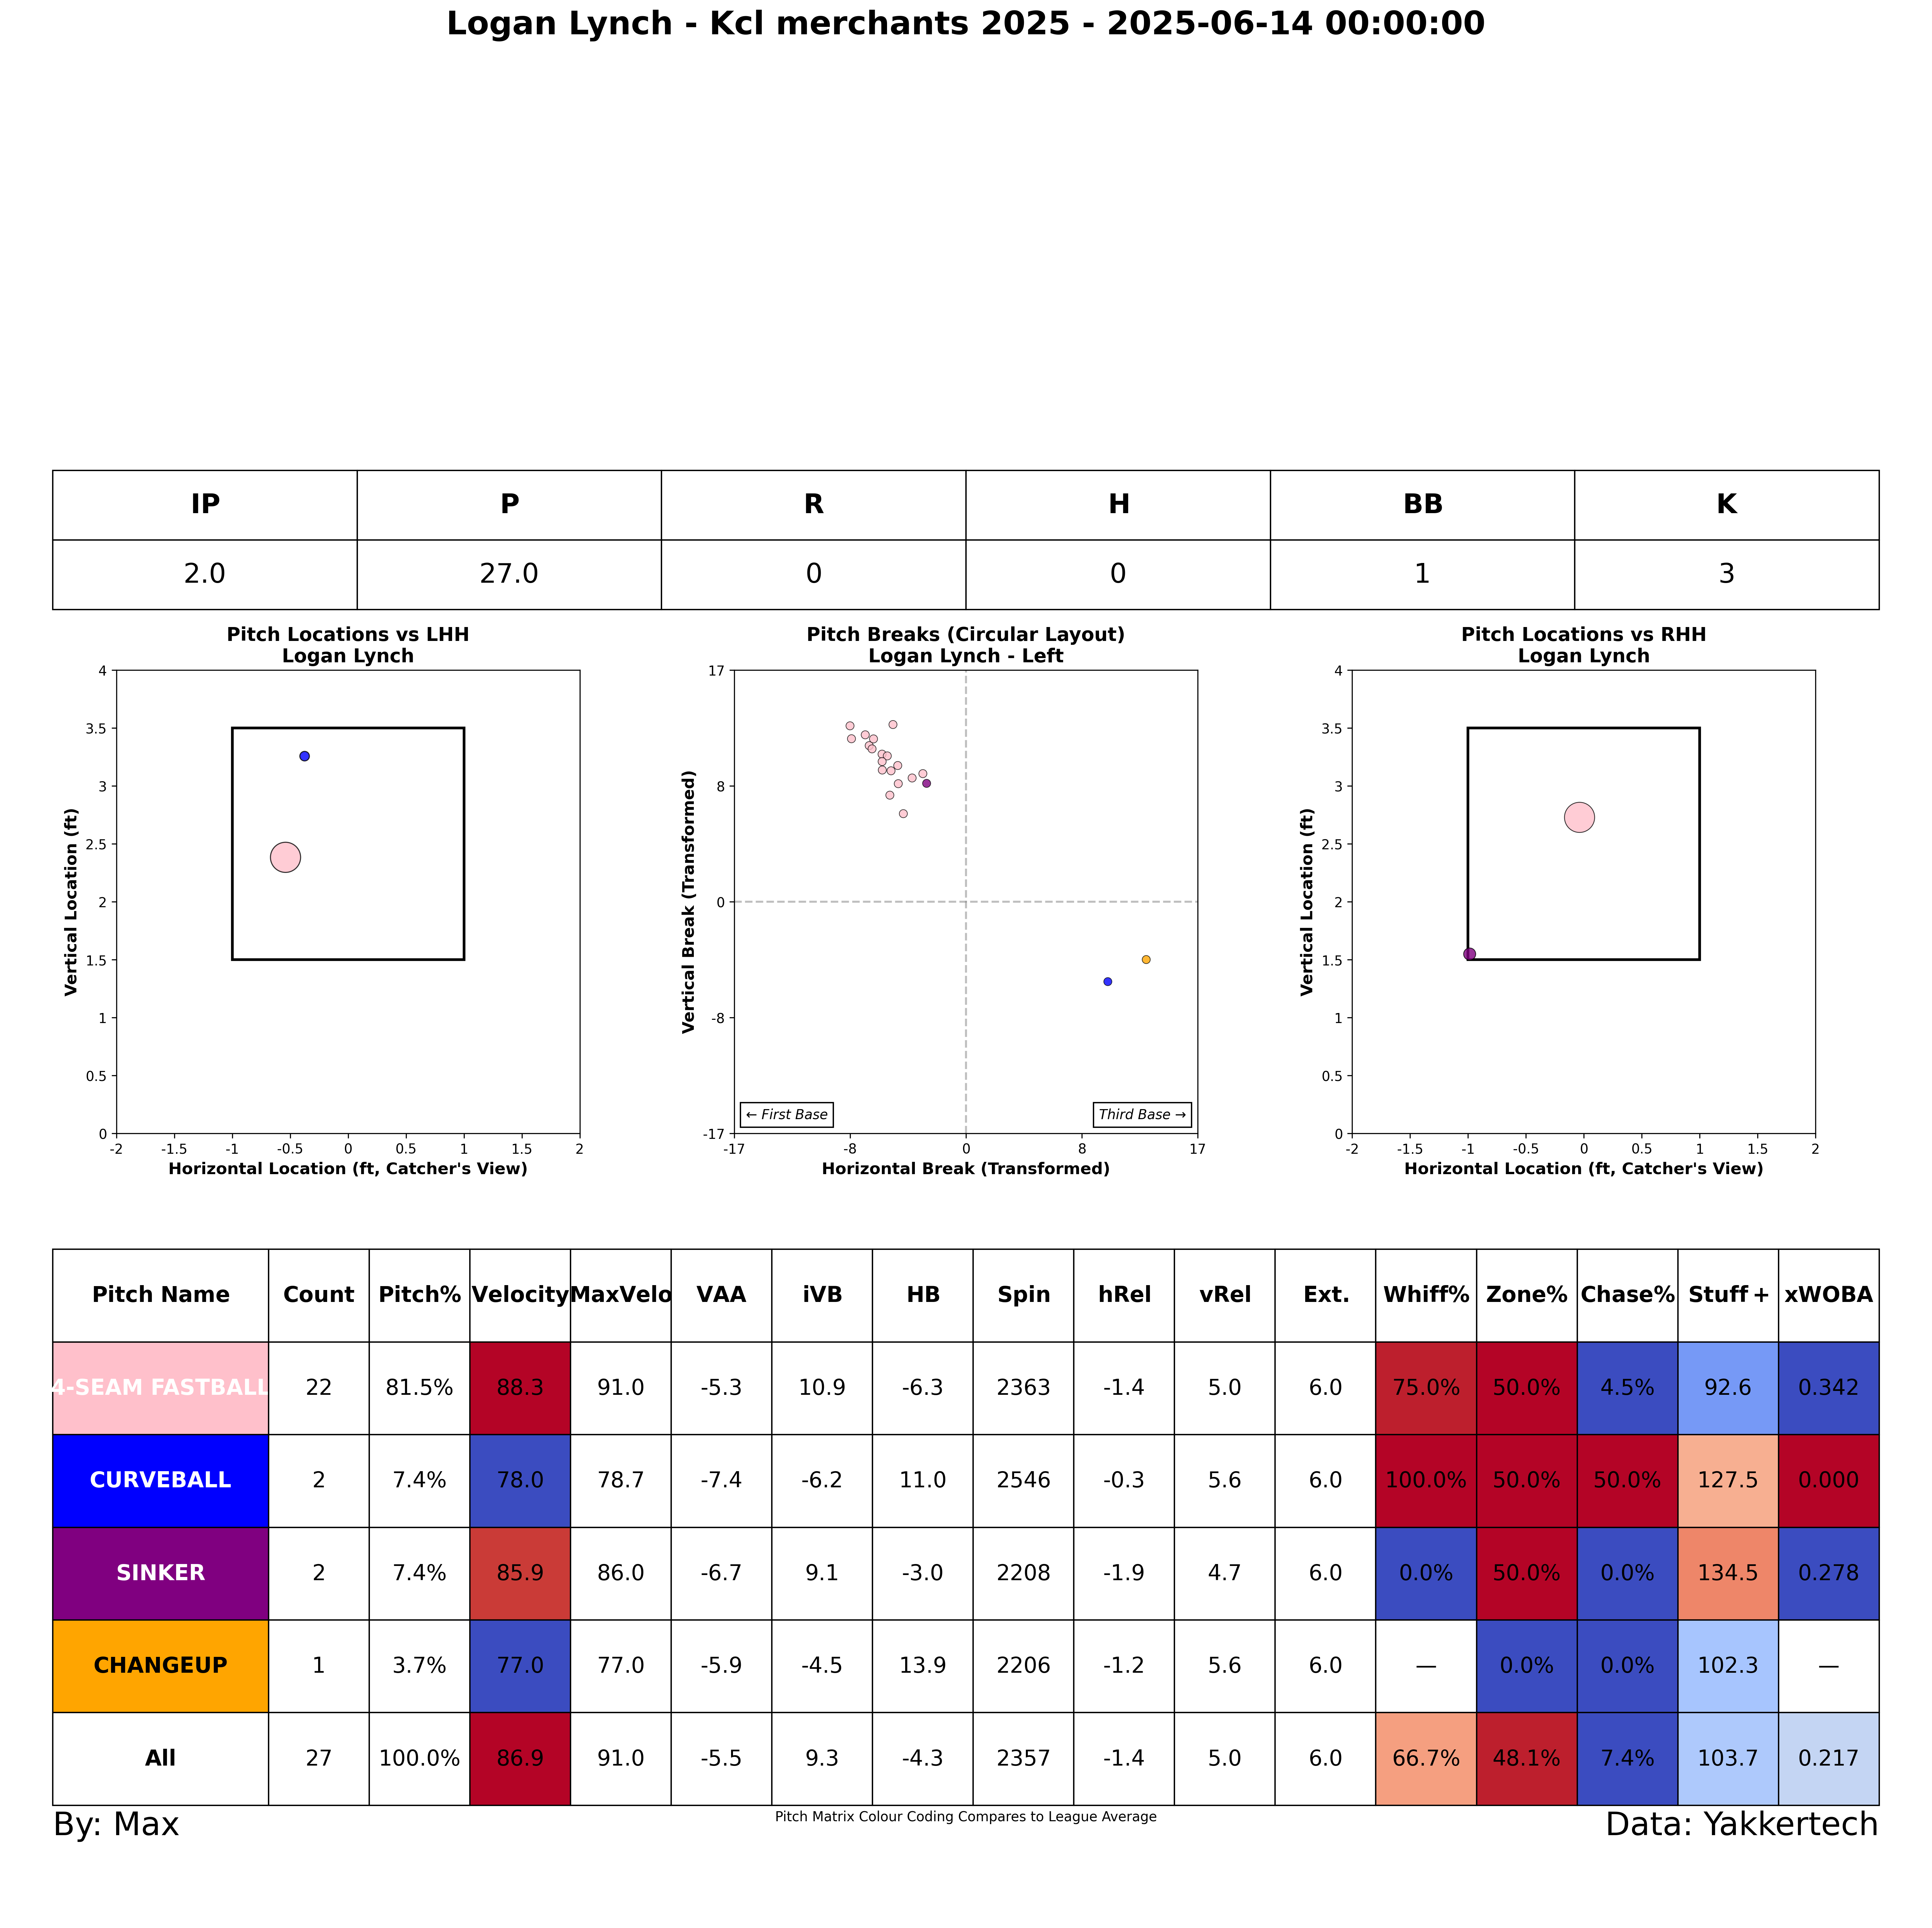 Logan Lynch - Kcl merchants 2025 - 2025-06-14 00:00:00
IP P R H BB K
2.0 27.0 0 0 1 3
Pitch Locations vs LHH
Logan Lynch
4
3.5
3
2.5
2
1.5
1
0.5
0
-2 -1.5 -1 -0.5 0 0.5 1 1.5 2
Vertical Location (ft)
Horizontal Location (ft, Catcher's View)
Pitch Breaks (Circular Layout)
Logan Lynch - Left
17
8
0
-8
-17
-17 -8 0 8 17
Vertical Break (Transformed)
← First Base
Third Base →
Horizontal Break (Transformed)
Pitch Locations vs RHH
Logan Lynch
4
3.5
3
2.5
2
1.5
1
0.5
0
-2 -1.5 -1 -0.5 0 0.5 1 1.5 2
Vertical Location (ft)
Horizontal Location (ft, Catcher's View)
Pitch Name Count Pitch% Velocity MaxVelo VAA iVB HB Spin hRel vRel Ext. Whiff% Zone% Chase% Stuff+ xWOBA
4-SEAM FASTBALL 22 81.5% 88.3 91.0 -5.3 10.9 -6.3 2363 -1.4 5.0 6.0 75.0% 50.0% 4.5% 92.6 0.342
CURVEBALL 2 7.4% 78.0 78.7 -7.4 -6.2 11.0 2546 -0.3 5.6 6.0 100.0% 50.0% 50.0% 127.5 0.000
SINKER 2 7.4% 85.9 86.0 -6.7 9.1 -3.0 2208 -1.9 4.7 6.0 0.0% 50.0% 0.0% 134.5 0.278
CHANGEUP 1 3.7% 77.0 77.0 -5.9 -4.5 13.9 2206 -1.2 5.6 6.0 — 0.0% 0.0% 102.3 —
All 27 100.0% 86.9 91.0 -5.5 9.3 -4.3 2357 -1.4 5.0 6.0 66.7% 48.1% 7.4% 103.7 0.217
By: Max
Pitch Matrix Colour Coding Compares to League Average
Data: Yakkertech